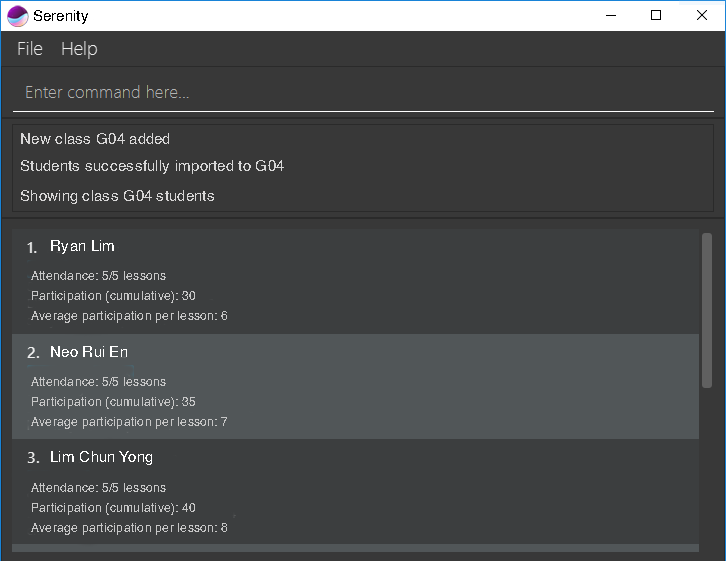 Serenity
File Help
Enter command here...
New class G04 added
Students successfully imported to G04
Showing class G04 students
1. Ryan Lim
Attendance: 5/5 lessons
Participation (cumulative): 30
Average participation per lesson: 6
2. Neo Rui En
Attendance: 5/5 lessons
Participation (cumulative): 35
Average participation per lesson: 7
3. Lim Chun Yong
Attendance: 5/5 lessons
Participation (cumulative): 40
Average participation per lesson: 8